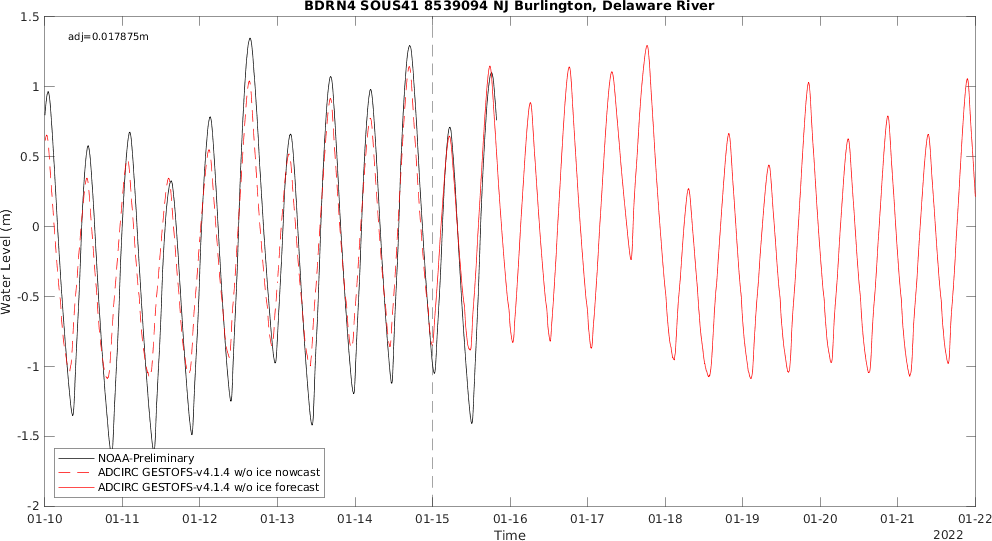 BDRN4 SOUS41 8539094 NJ Burlington, Delaware River
adj=0.017875m
1.5
1
0.5
0
-0.5
-1
-1.5
-2
Water Level (m)
NOAA-Preliminary
ADCIRC GESTOFS-v4.1.4 w/o ice nowcast
ADCIRC GESTOFS-v4.1.4 w/o ice forecast
01-10 01-11 01-12 01-13 01-14 01-15 01-16 01-17 01-18 01-19 01-20 01-21 01-22
Time
2022